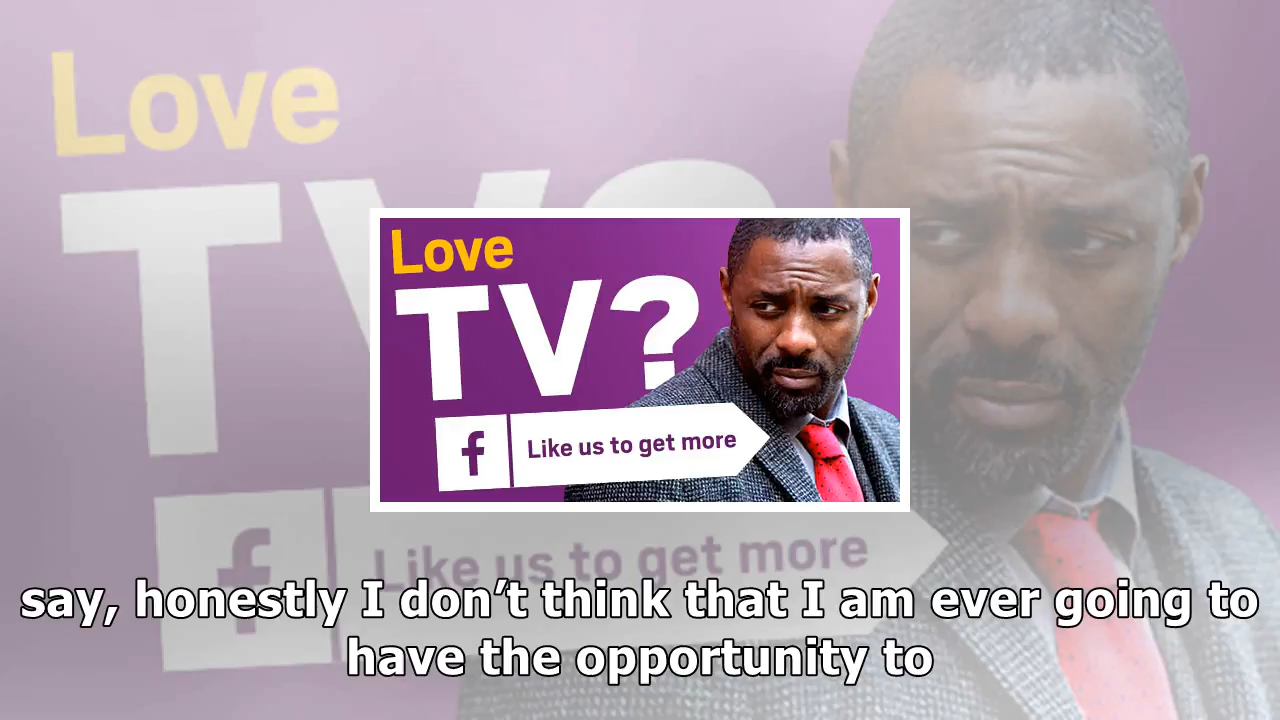 Love
TV?
f
Like us to get more
Love
TV?
f
Like us to get more
say, honestly I don’t think that I am ever going to
have the opportunity to